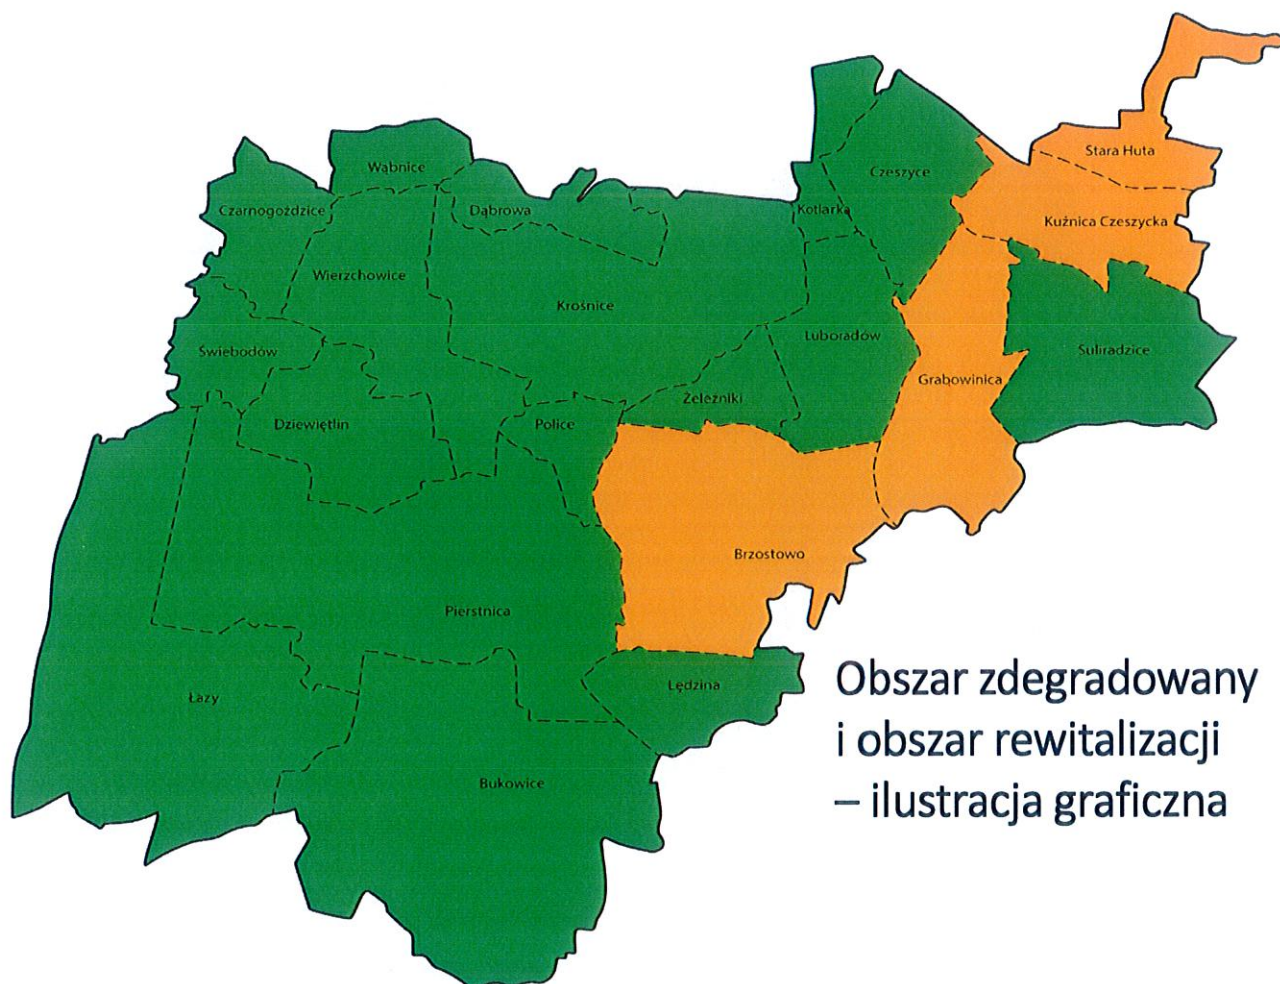 Stara Huta
Wąbnice
Czeszyce
Czarnogoździce
Dąbrowa
Kotlarka
Kuźnica Czeszycka
Wierzchowice
Krośnice
Luboradów
Świebodów
Suliradzice
Grabowinica
Żeleźniki
Dziewiętlin
Police
Brzostowo
Pierstnica
Łazy
Lędzina
Bukowice
Obszar zdegradowany
i obszar rewitalizacji
– ilustracja graficzna